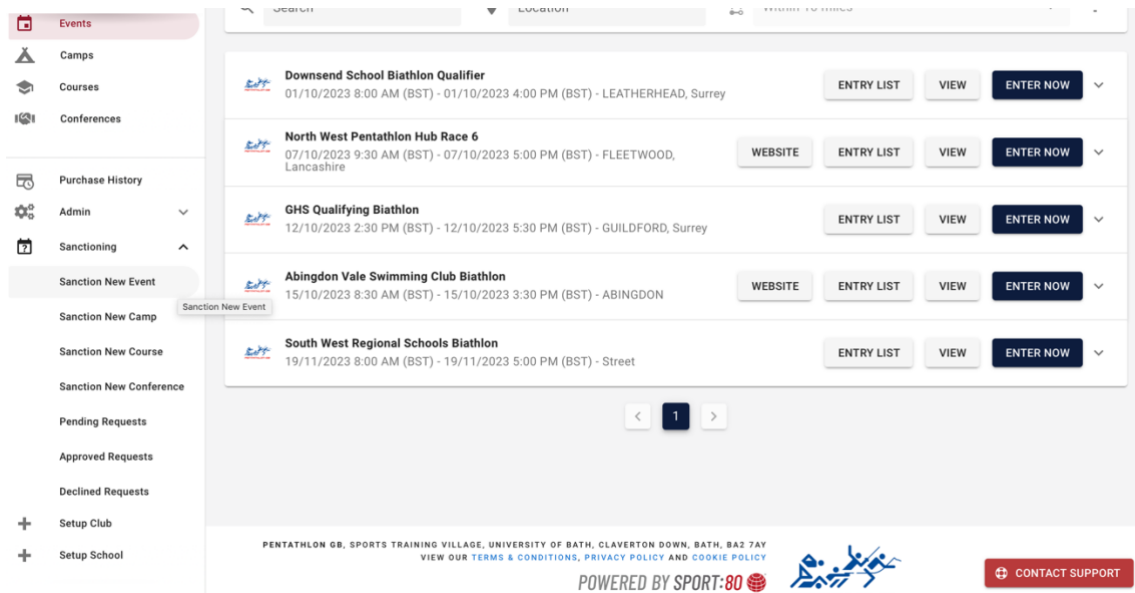 Search
Location
Within 10 miles
Events
Camps
Courses
Conferences
Purchase History
Admin
Sanctioning
Sanction New Event
Sanction New Event
Sanction New Camp
Sanction New Course
Sanction New Conference
Pending Requests
Approved Requests
Declined Requests
Setup Club
Setup School
Downsend School Biathlon Qualifier
01/10/2023 8:00 AM (BST) - 01/10/2023 4:00 PM (BST) - LEATHERHEAD, Surrey
ENTRY LIST
VIEW
ENTER NOW
North West Pentathlon Hub Race 6
07/10/2023 9:30 AM (BST) - 07/10/2023 5:00 PM (BST) - FLEETWOOD,
Lancashire
WEBSITE
ENTRY LIST
VIEW
ENTER NOW
GHS Qualifying Biathlon
12/10/2023 2:30 PM (BST) - 12/10/2023 5:30 PM (BST) - GUILDFORD, Surrey
ENTRY LIST
VIEW
ENTER NOW
Abingdon Vale Swimming Club Biathlon
15/10/2023 8:30 AM (BST) - 15/10/2023 3:30 PM (BST) - ABINGDON
WEBSITE
ENTRY LIST
VIEW
ENTER NOW
South West Regional Schools Biathlon
19/11/2023 8:00 AM (BST) - 19/11/2023 5:00 PM (BST) - Street
ENTRY LIST
VIEW
ENTER NOW
1
PENTATHLON GB, SPORTS TRAINING VILLAGE, UNIVERSITY OF BATH, CLAVERTON DOWN, BATH, BA2 7AY
VIEW OUR TERMS & CONDITIONS, PRIVACY POLICY AND COOKIE POLICY
POWERED BY SPORT:80
CONTACT SUPPORT